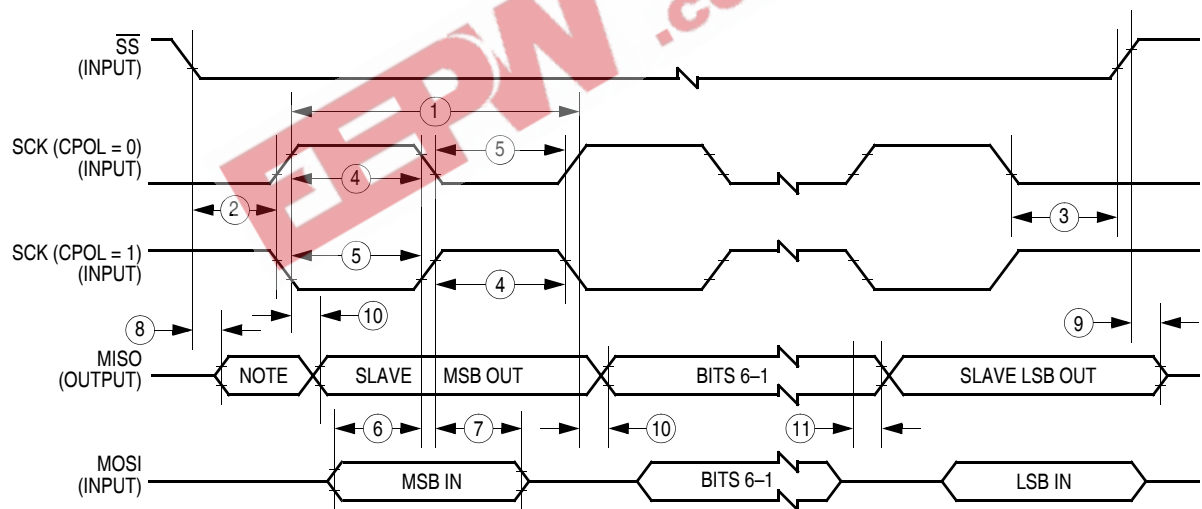 .co
EEPW
SS
(INPUT)
1
SCK (CPOL = 0)
(INPUT)
5
4
2
3
SCK (CPOL = 1)
(INPUT)
5
4
10
8
9
MISO
(OUTPUT)
NOTE
SLAVE MSB OUT
BITS 6–1
SLAVE LSB OUT
6
7
10
11
MOSI
(INPUT)
MSB IN
BITS 6–1
LSB IN